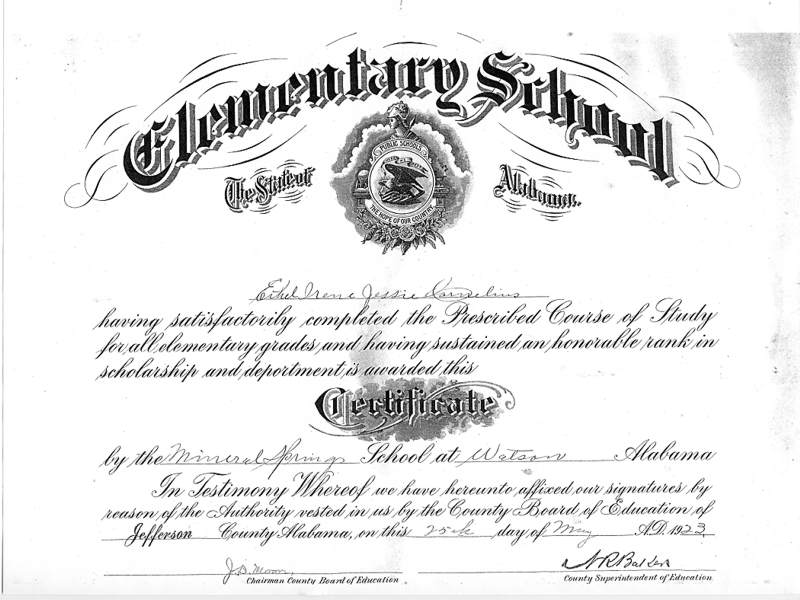 Elementary School
The State of Alabama.
PUBLIC SCHOOLS
THE HOPE OF OUR COUNTRY
Ethel Irene Jessie Kornelius
having satisfactorily completed the Prescribed Course of Study
for all elementary grades, and having sustained an honorable rank in
scholarship and deportment is awarded this
Certificate
by the Mineral Springs School at Watson Alabama
In Testimony Whereof we have hereunto affixed our signatures by
reason of the Authority vested in us by the County Board of Education of
Jefferson County Alabama, on this 25th day of May A.D. 1923.
J.B.
Chairman County Board of Education
N.R. Baker
County Superintendent of Education